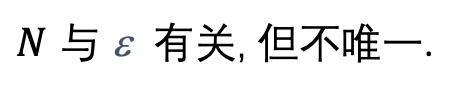 N 与 ε 有关, 但不唯一.